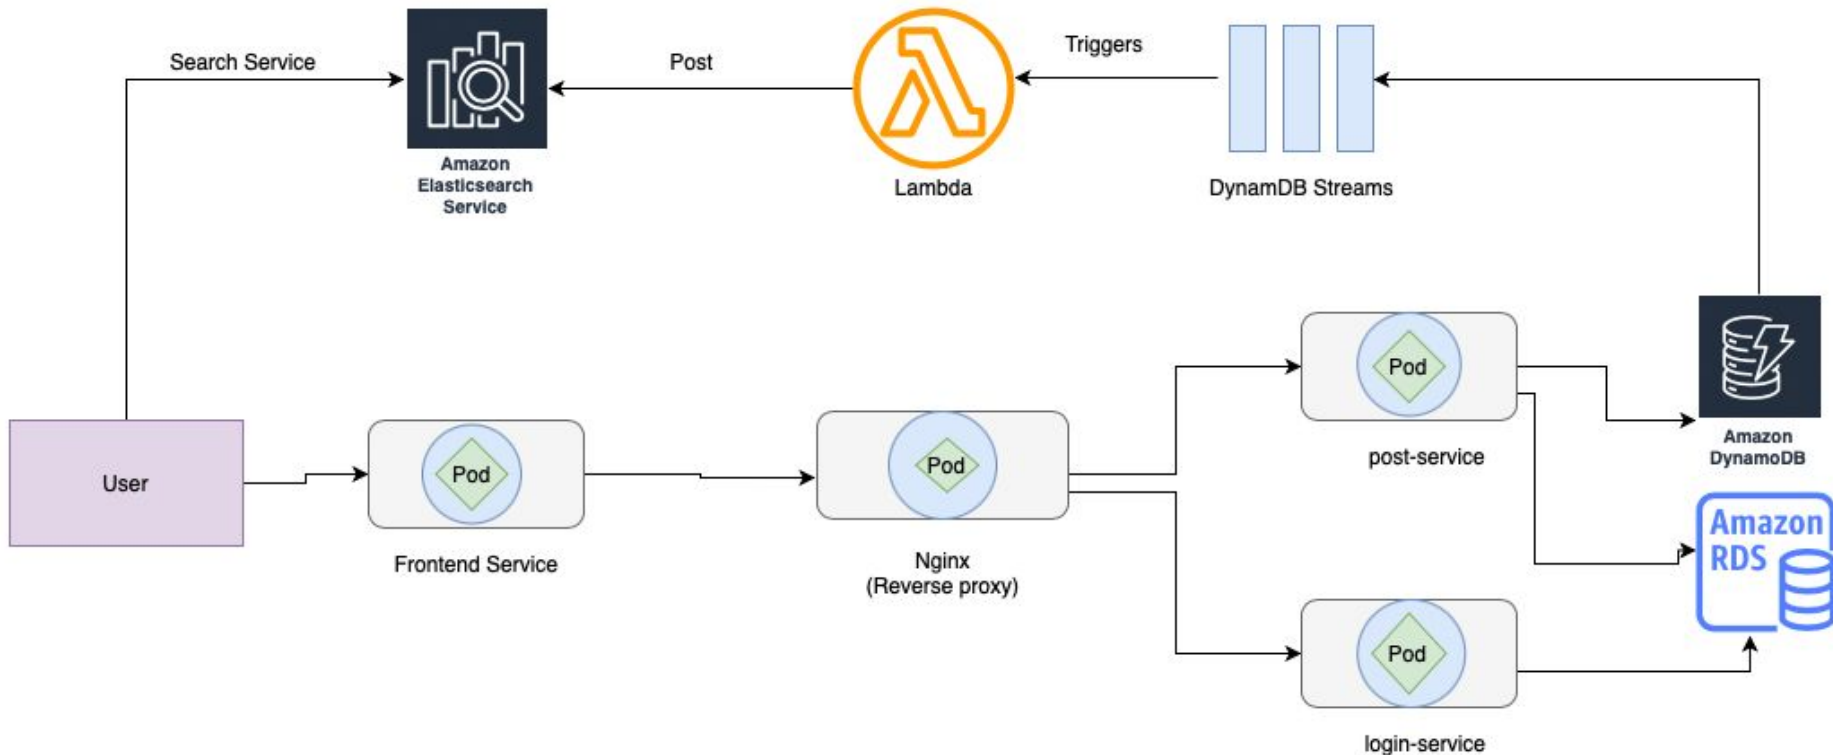 Search Service
Post
Triggers
Amazon
Elasticsearch
Service
Lambda
DynamDB Streams
User
Pod
Frontend Service
Pod
Nginx
(Reverse proxy)
Pod
post-service
Amazon
DynamoDB
Amazon
RDS
Pod
login-service